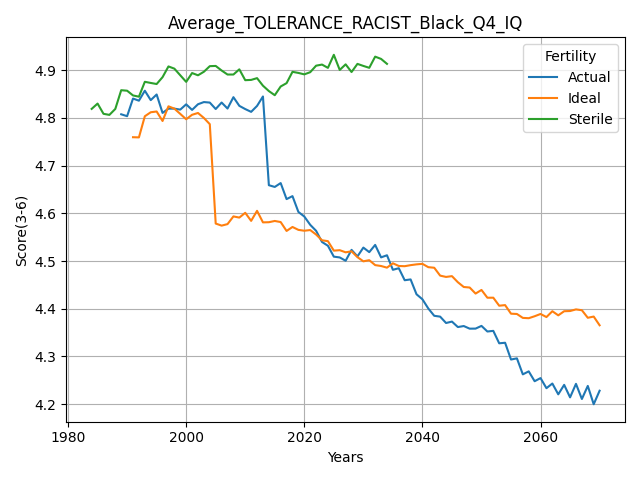 Average_TOLERANCE_RACIST_Black_Q4_IQ
Fertility
Actual
Ideal
Sterile
Score(3-6)
4.9
4.8
4.7
4.6
4.5
4.4
4.3
4.2
1980
2000
2020
2040
2060
Years